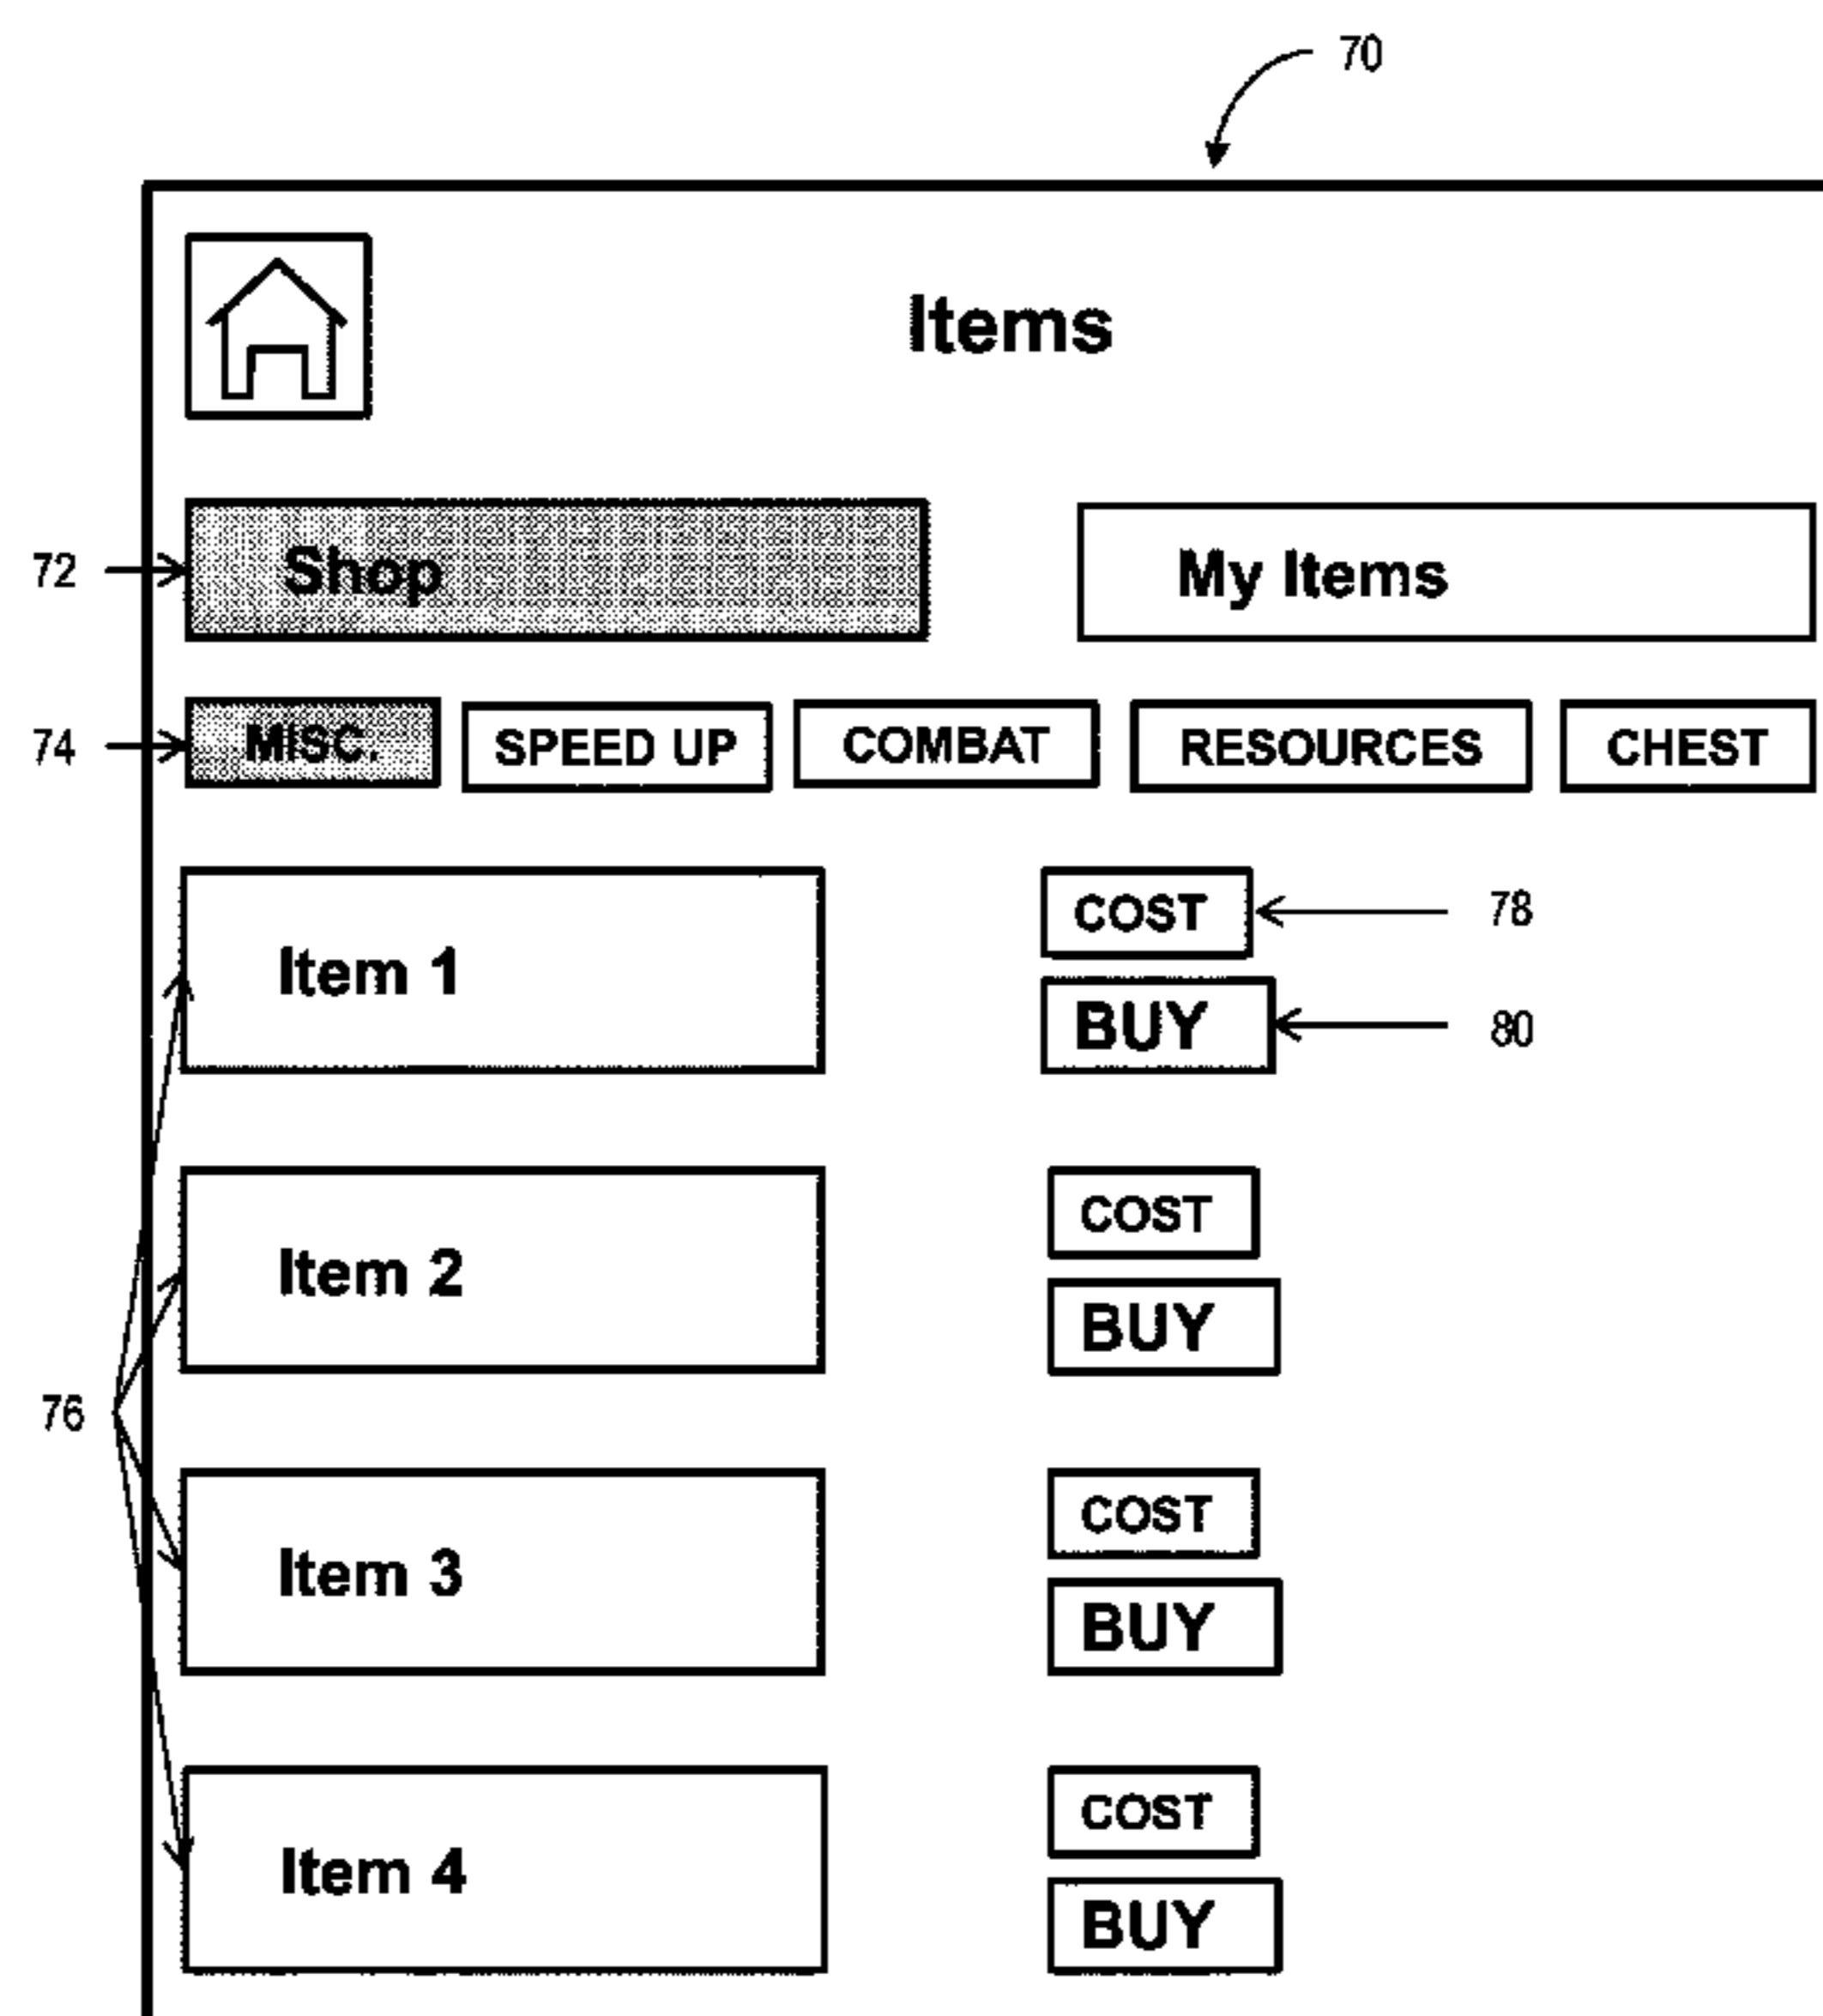 70
Items
72 Shop My Items
74 MISC. SPEED UP COMBAT RESOURCES CHEST
Item 1 COST 78
BUY 80
Item 2 COST
BUY
76
Item 3 COST
BUY
Item 4 COST
BUY